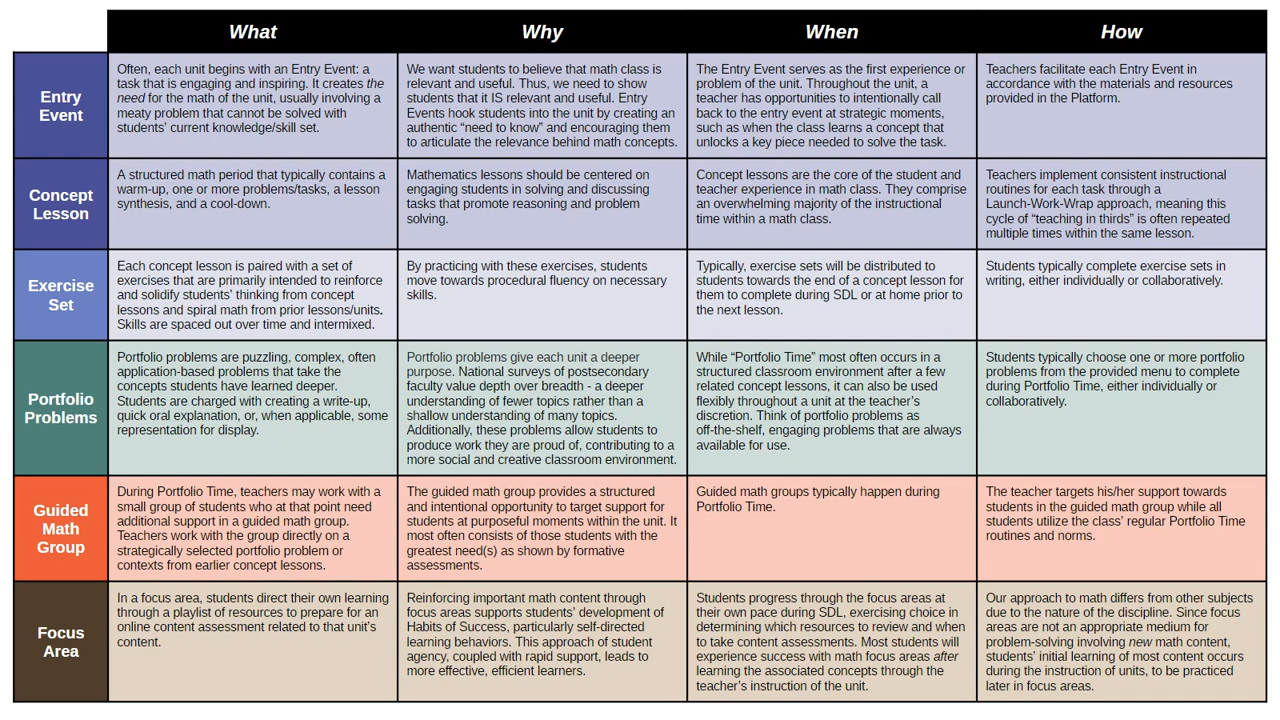 What
Why
When
How
Entry
Event
Often, each unit begins with an Entry Event: a
task that is engaging and inspiring. It creates the
need for the math of the unit, usually involving a
meaty problem that cannot be solved with
students' current knowledge/skill set.
We want students to believe that math class is
relevant and useful. Thus, we need to show
students that it IS relevant and useful. Entry
Events hook students into the unit by creating an
authentic “need to know” and encouraging them
to articulate the relevance behind math concepts.
The Entry Event serves as the first experience or
problem of the unit. Throughout the unit, a
teacher has opportunities to intentionally call
back to the entry event at strategic moments,
such as when the class learns a concept that
unlocks a key piece needed to solve the task.
Teachers facilitate each Entry Event in
accordance with the materials and resources
provided in the Platform.
Concept
Lesson
A structured math period that typically contains a
warm-up, one or more problems/tasks, a lesson
synthesis, and a cool-down.
Mathematics lessons should be centered on
engaging students in solving and discussing
tasks that promote reasoning and problem
solving.
Concept lessons are the core of the student and
teacher experience in math class. They comprise
an overwhelming majority of the instructional
time within a math class.
Teachers implement consistent instructional
routines for each task through a
Launch-Work-Wrap approach, meaning this
cycle of “teaching in thirds” is often repeated
multiple times within the same lesson.
Exercise
Set
Each concept lesson is paired with a set of
exercises that are primarily intended to reinforce
and solidify students' thinking from concept
lessons and spiral math from prior lessons/units.
Skills are spaced out over time and intermixed.
By practicing with these exercises, students
move towards procedural fluency on necessary
skills.
Typically, exercise sets will be distributed to
students towards the end of a concept lesson for
them to complete during SDL or at home prior to
the next lesson.
Students typically complete exercise sets in
writing, either individually or collaboratively.
Portfolio
Problems
Portfolio problems are puzzling, complex, often
application-based problems that take the
concepts students have learned deeper.
Students are charged with creating a write-up,
quick oral explanation, or, when applicable, some
representation for display.
Portfolio problems give each unit a deeper
purpose. National surveys of postsecondary
faculty value depth over breadth - a deeper
understanding of fewer topics rather than a
shallow understanding of many topics.
Additionally, these problems allow students to
produce work they are proud of, contributing to a
more social and creative classroom environment.
While “Portfolio Time” most often occurs in a
structured classroom environment after a few
related concept lessons, it can also be used
flexibly throughout a unit at the teacher's
discretion. Think of portfolio problems as
off-the-shelf, engaging problems that are always
available for use.
Students typically choose one or more portfolio
problems from the provided menu to complete
during Portfolio Time, either individually or
collaboratively.
Guided
Math
Group
During Portfolio Time, teachers may work with a
small group of students who at that point need
additional support in a guided math group.
Teachers work with the group directly on a
strategically selected portfolio problem or
contexts from earlier concept lessons.
The guided math group provides a structured
and intentional opportunity to target support for
students at purposeful moments within the unit. It
most often consists of those students with the
greatest need(s) as shown by formative
assessments.
Guided math groups typically happen during
Portfolio Time.
The teacher targets his/her support towards
students in the guided math group while all
students utilize the class' regular Portfolio Time
routines and norms.
Focus
Area
In a focus area, students direct their own learning
through a playlist of resources to prepare for an
online content assessment related to that unit's
content.
Reinforcing important math content through
focus areas supports students' development of
Habits of Success, particularly self-directed
learning behaviors. This approach of student
agency, coupled with rapid support, leads to
more effective, efficient learners.
Students progress through the focus areas at
their own pace during SDL, exercising choice in
determining which resources to review and when
to take content assessments. Most students will
experience success with math focus areas after
learning the associated concepts through the
teacher's instruction of the unit.
Our approach to math differs from other subjects
due to the nature of the discipline. Since focus
areas are not an appropriate medium for
problem-solving involving new math content,
students' initial learning of most content occurs
during the instruction of units, to be practiced
later in focus areas.